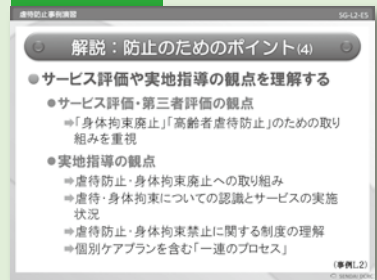 虐待防止事例演習 SG-L2-E5
解説：防止のためのポイント(4)
●サービス評価や実地指導の観点を理解する
●サービス評価・第三者評価の観点
⇒「身体拘束廃止」「高齢者虐待防止」のための取り
組みを重視
●実地指導の観点
⇒虐待防止・身体拘束廃止への取り組み
⇒虐待・身体拘束についての認識とサービスの実施
状況
⇒虐待防止・身体拘束禁止に関する制度の理解
⇒個別ケアプランを含む「一連のプロセス」
(事例L2)